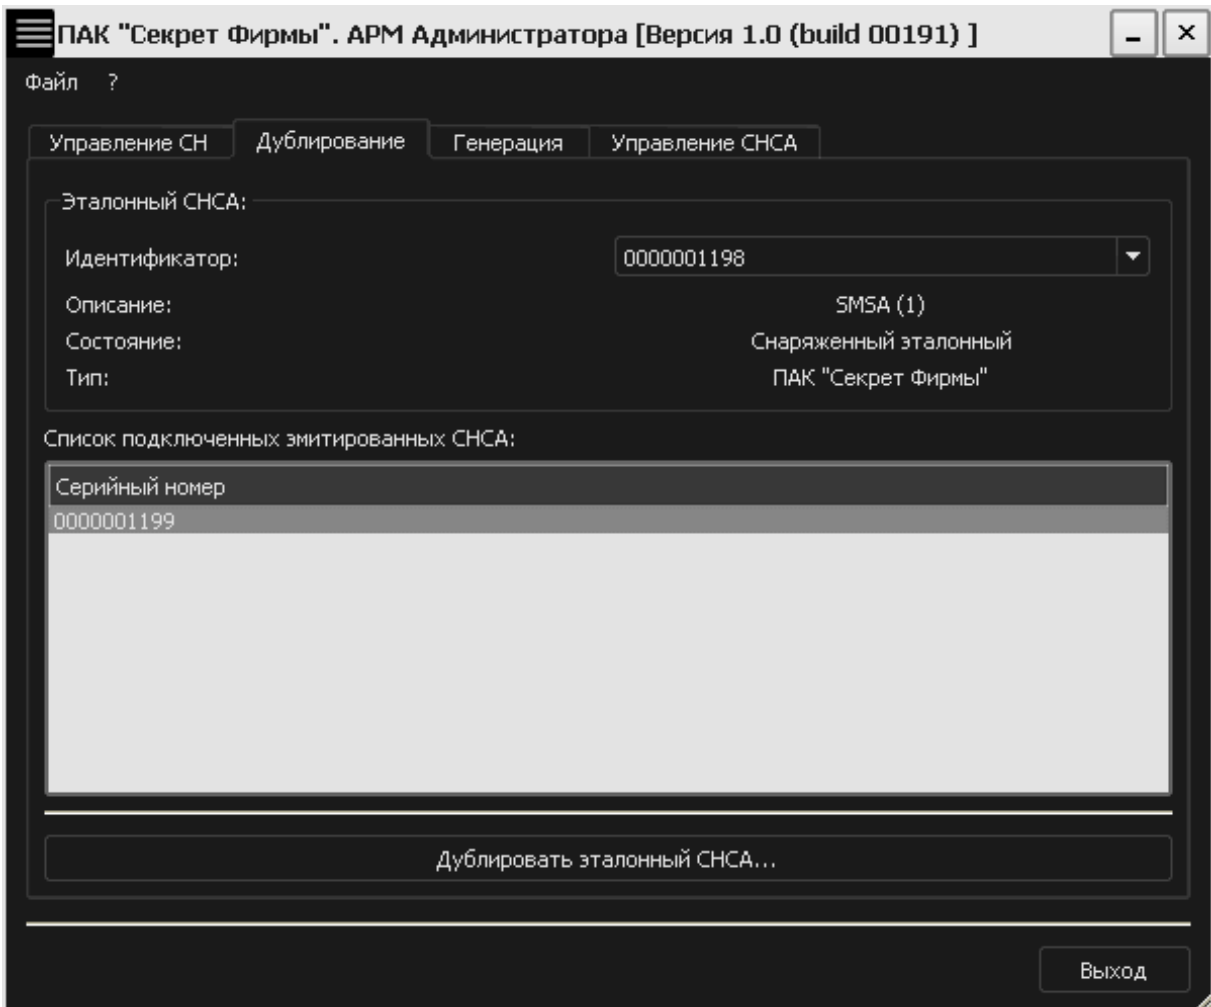 ПАК "Секрет Фирмы". АРМ Администратора [Версия 1.0 (build 00191) ]
Файл ?
Управление СН Дублирование Генерация Управление СНСА
Эталонный СНСА:
Идентификатор: 0000001198
Описание: SMSA (1)
Состояние: Снаряженный эталонный
Тип: ПАК "Секрет Фирмы"
Список подключенных эмитированных СНСА:
Серийный номер
0000001199
Дублировать эталонный СНСА...
Выход